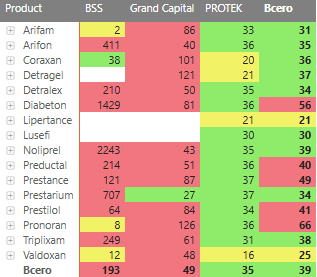 Product BSS Grand Capital PROTEK Bcero
Arifam 2 86 33 31
Arifon 411 40 36 35
Coraxan 38 101 20 36
Detragel 121 21 37
Detralex 210 50 35 34
Diabeton 1429 81 36 56
Lipertance 21 21
Lusefi 30 30
Noliprel 2243 43 35 39
Preductal 214 51 36 40
Prestance 121 87 37 49
Prestarium 707 27 37 34
Prestilol 64 84 34 41
Pronoran 8 126 36 66
Triplixam 249 61 31 38
Valdoxan 12 48 16 25
Bcero 193 49 35 39